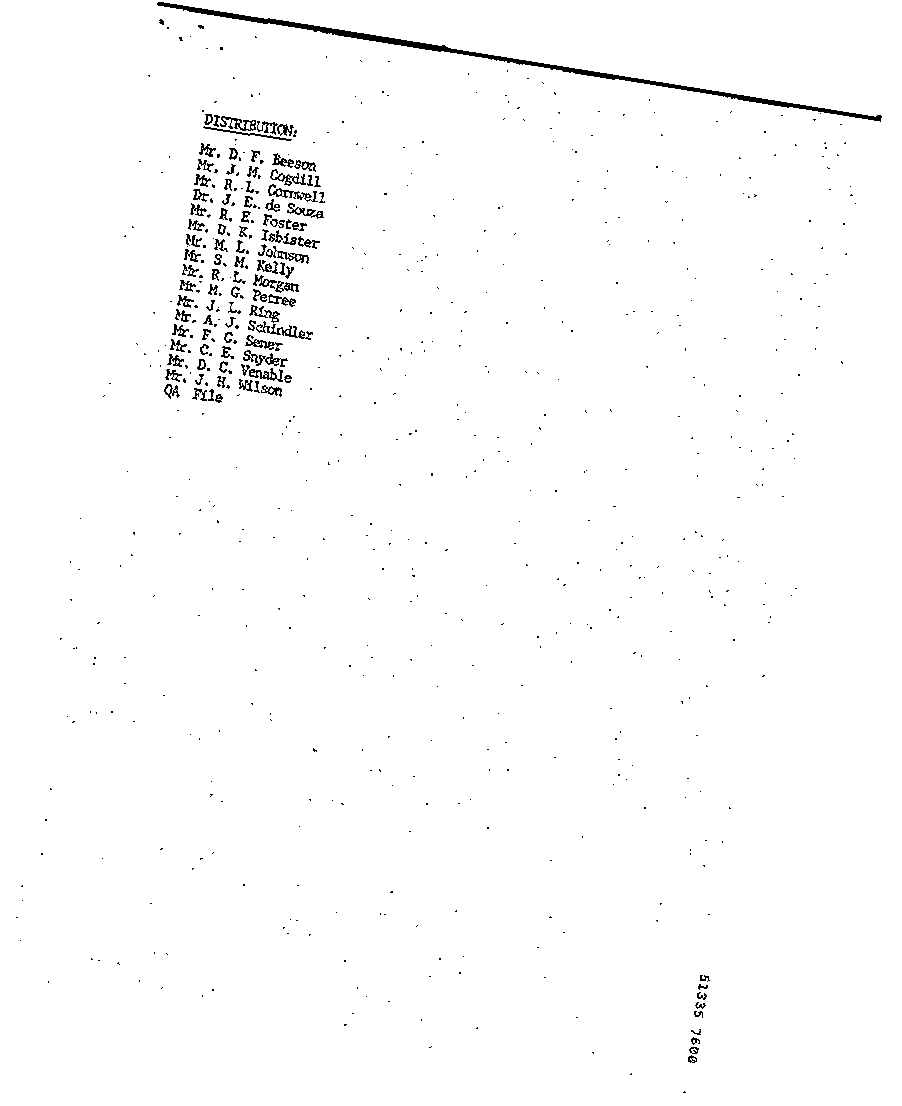 DISTRIBUTION:
Mr. D. F. Beeson
Mr. J. M. Cogdill
Mr. R. L. Cornwell
Dr. J. E. de Souza
Mr. R. E. Foster
Mr. D. K. Isbister
Mr. M. L. Johnson
Mr. S. M. Kelly
Mr. R. L. Morgan
Mr. M. G. Petree
Mr. J. L. Ring
Mr. A. J. Schindler
Mr. F. G. Sener
Mr. C. E. Snyder
Mr. D. C. Venable
Mr. J. H. Wilson
QA File
51335 7600